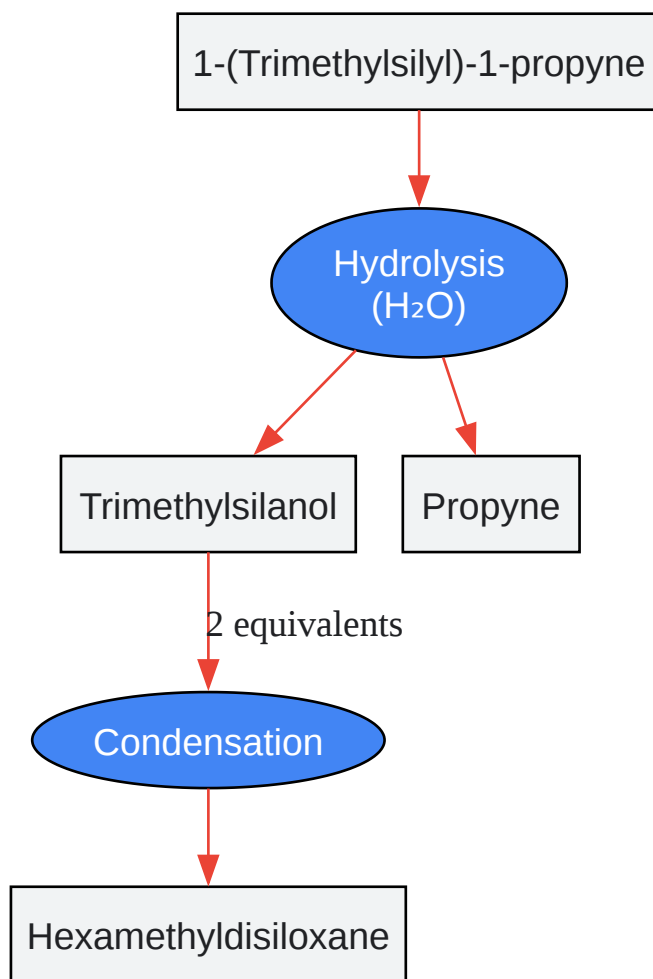 1-(Trimethylsilyl)-1-propyne
Hydrolysis
(H₂O)
Trimethylsilanol
Propyne
2 equivalents
Condensation
Hexamethyldisiloxane